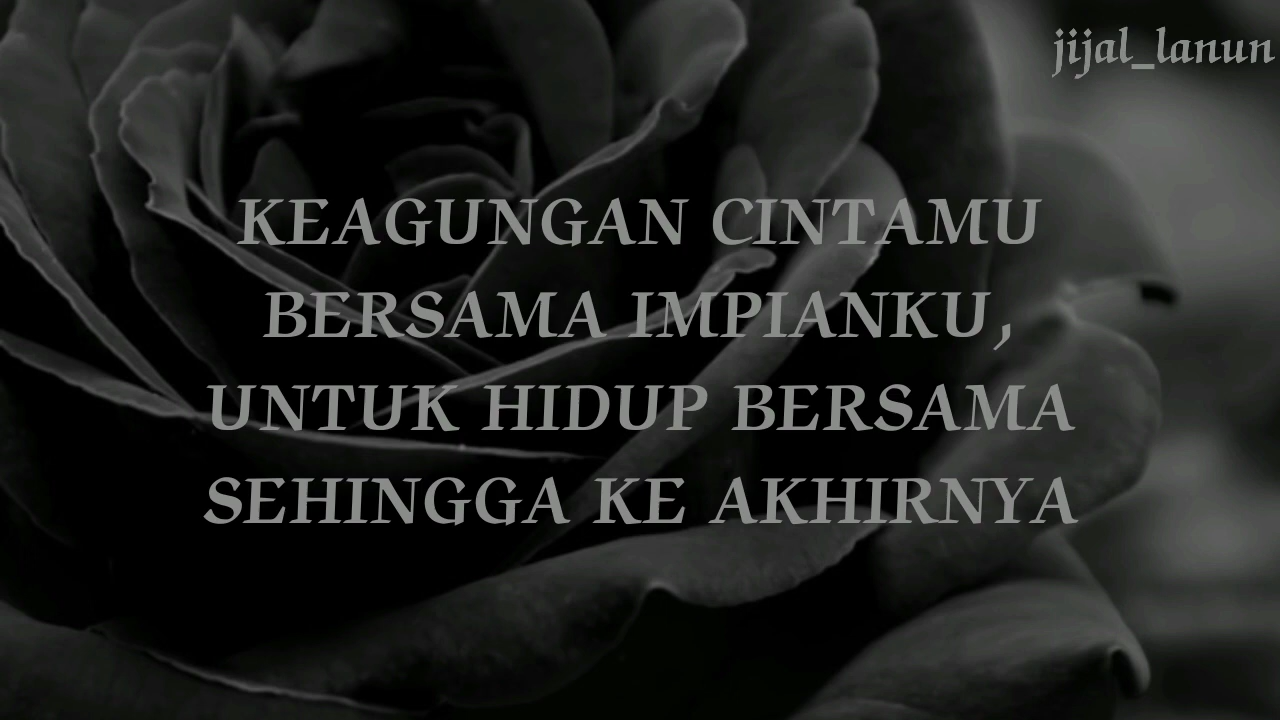 jijal_lanun
KEAGUNGAN CINTAMU
BERSAMA IMPIANKU,
UNTUK HIDUP BERSAMA
SEHINGGA KE AKHIRNYA